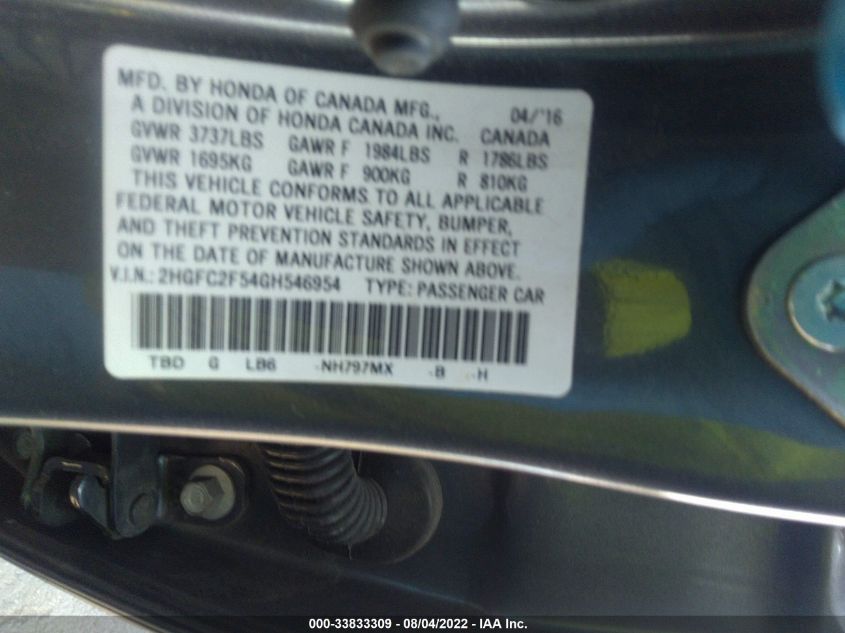 MFD. BY HONDA OF CANADA MFG., 04/'16
A DIVISION OF HONDA CANADA INC. CANADA
GVWR 3737LBS GAWR F 1984LBS R 1786LBS
GVWR 1695KG GAWR F 900KG R 810KG
THIS VEHICLE CONFORMS TO ALL APPLICABLE
FEDERAL MOTOR VEHICLE SAFETY, BUMPER,
AND THEFT PREVENTION STANDARDS IN EFFECT
ON THE DATE OF MANUFACTURE SHOWN ABOVE.
V.I.N.: 2HGFC2F54GH546954 TYPE: PASSENGER CAR
TBD G LB6 -NH797MX -B -H
000-33833309 - 08/04/2022 - IAA Inc.